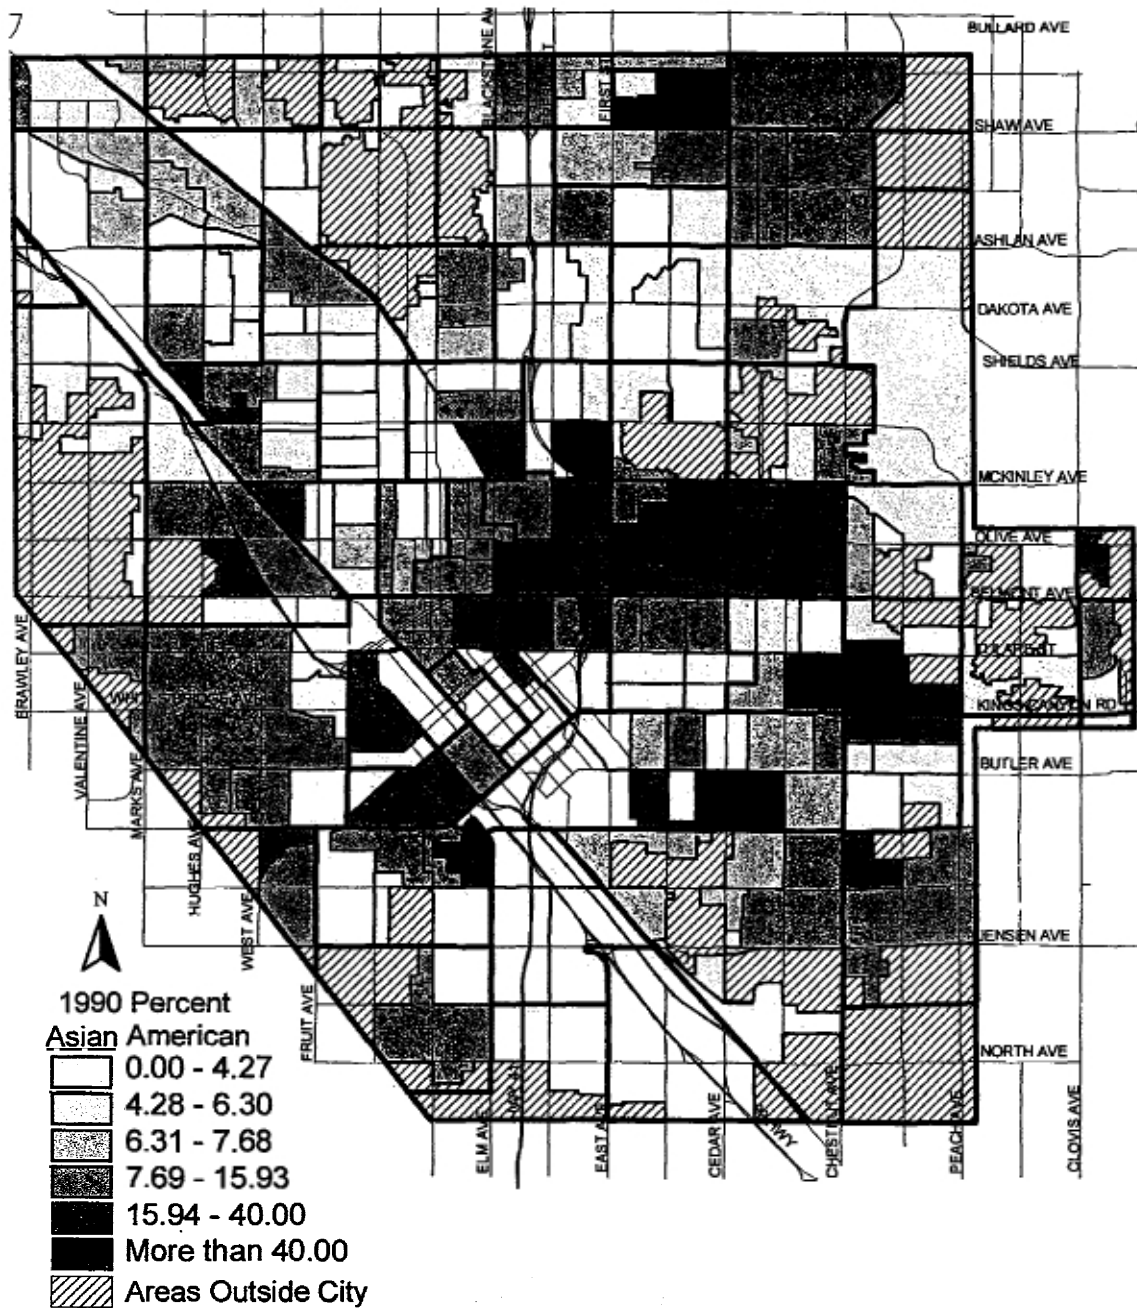 BULLARD AVE
BLACKSTONE AV
FIRST ST
SHAW AVE
ASHLAN AVE
DAKOTA AVE
SHIELDS AVE
MCKINLEY AVE
OLIVE AVE
BELMONT AVE
KINGS CANYON RD
BUTLER AVE
JENSEN AVE
NORTH AVE
BRAWLEY AVE
VALENTINE AVE
MARKS AVE
HUGHES AVE
WEST AVE
FRUIT AVE
ELM AVE
EAST AVE
CEDAR AVE
CHESTNUT AVE
PEACH AVE
CLOVIS AVE
N
1990 Percent
Asian American
0.00 - 4.27
4.28 - 6.30
6.31 - 7.68
7.69 - 15.93
15.94 - 40.00
More than 40.00
Areas Outside City